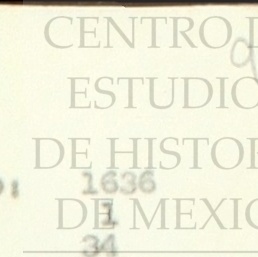 CENTRO D
ESTUDIO
DE HISTOR
1636
1
DE MEXIC
34